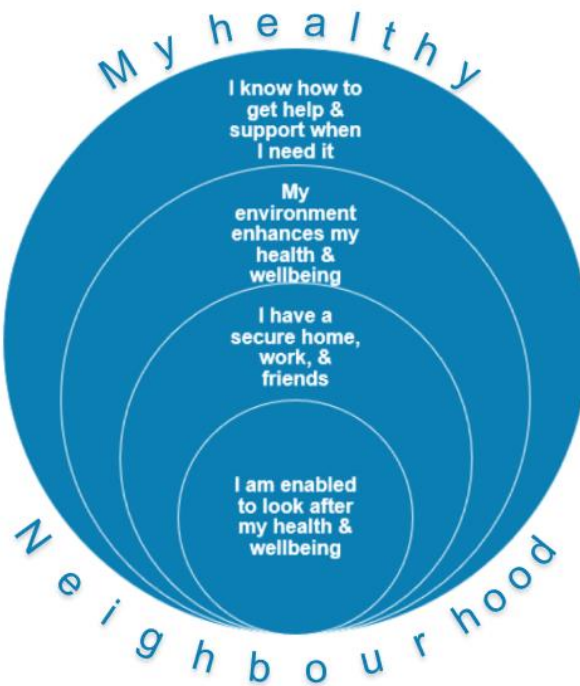 My healthy
I know how to
get help &
support when
I need it
My
environment
enhances my
health &
wellbeing
I have a
secure home,
work, &
friends
I am enabled
to look after
my health &
wellbeing
Neighbourhood